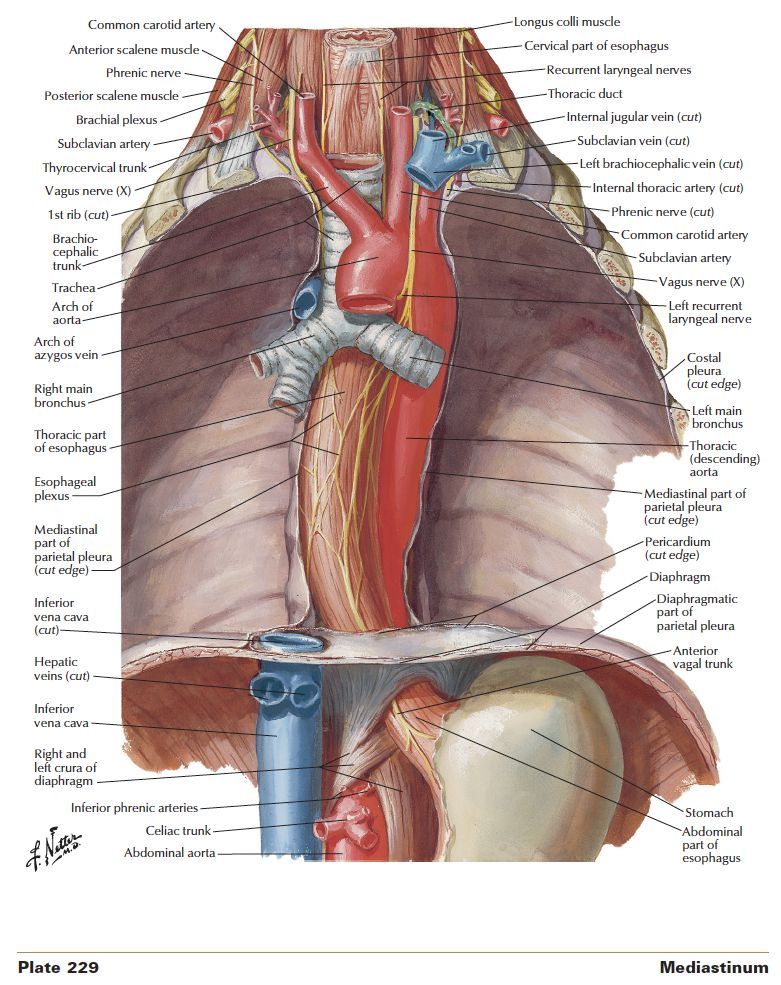 Common carotid artery
Anterior scalene muscle
Phrenic nerve
Posterior scalene muscle
Brachial plexus
Subclavian artery
Thyrocervical trunk
Vagus nerve (X)
1st rib (cut)
Brachio-
cephalic
trunk
Trachea
Arch of
aorta
Arch of
azygos vein
Right main
bronchus
Thoracic part
of esophagus
Esophageal
plexus
Mediastinal
part of
parietal pleura
(cut edge)
Inferior
vena cava
(cut)
Hepatic
veins (cut)
Inferior
vena cava
Right and
left crura of
diaphragm
Inferior phrenic arteries
Celiac trunk
Abdominal aorta
Longus colli muscle
Cervical part of esophagus
Recurrent laryngeal nerves
Thoracic duct
Internal jugular vein (cut)
Subclavian vein (cut)
Left brachiocephalic vein (cut)
Internal thoracic artery (cut)
Phrenic nerve (cut)
Common carotid artery
Subclavian artery
Vagus nerve (X)
Left recurrent
laryngeal nerve
Costal
pleura
(cut edge)
Left main
bronchus
Thoracic
(descending)
aorta
Mediastinal part of
parietal pleura
(cut edge)
Pericardium
(cut edge)
Diaphragm
Diaphragmatic
part of
parietal pleura
Anterior
vagal trunk
Stomach
Abdominal
part of
esophagus
F. Netter
M.D.
Plate 229
Mediastinum